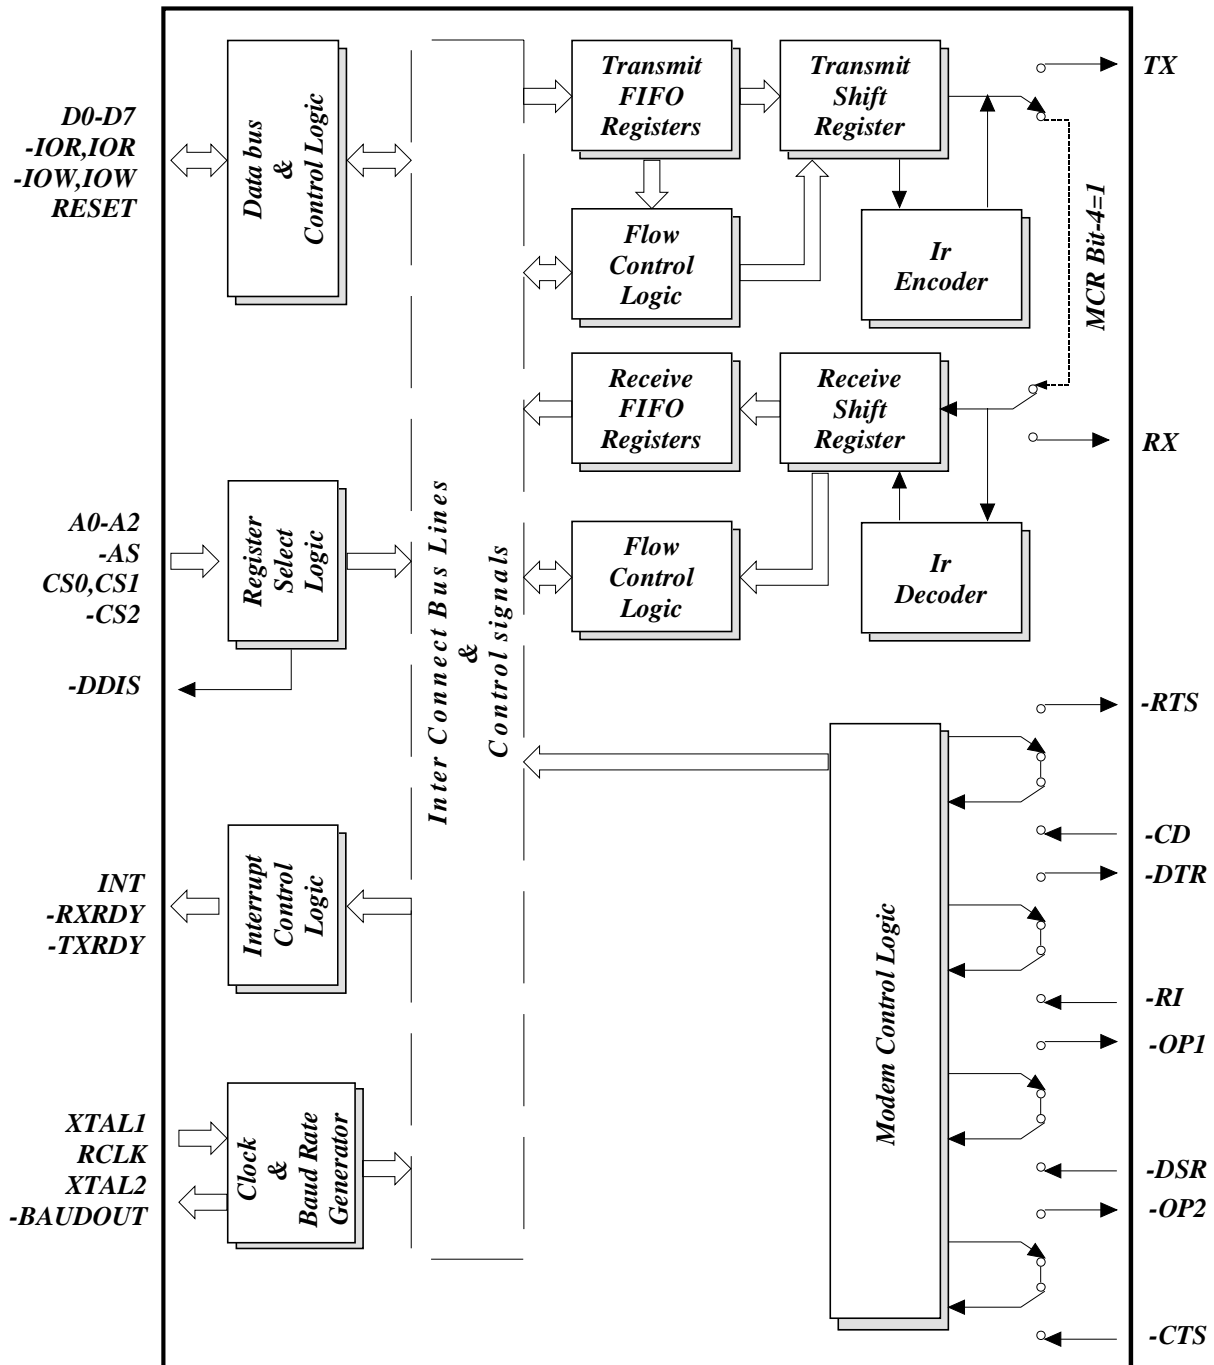 D0-D7
-IOR,IOR
-IOW,IOW
RESET
Data bus
&
Control Logic
A0-A2
-AS
CS0,CS1
-CS2
Register
Select
Logic
-DDIS
INT
-RXRDY
-TXRDY
Interrupt
Control
Logic
XTAL1
RCLK
XTAL2
-BAUDOUT
Clock
&
Baud Rate
Generator
Inter Connect Bus Lines
&
Control signals
Transmit
FIFO
Registers
Transmit
Shift
Register
Flow
Control
Logic
Ir
Encoder
Receive
FIFO
Registers
Receive
Shift
Register
Flow
Control
Logic
Ir
Decoder
MCR Bit-4=1
Modem Control Logic
TX
RX
-RTS
-CD
-DTR
-RI
-OP1
-DSR
-OP2
-CTS